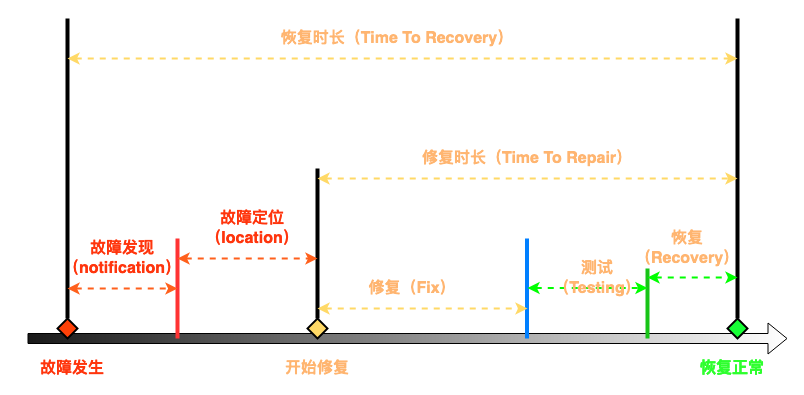 恢复时长（Time To Recovery）
修复时长（Time To Repair）
故障定位
（location）
恢复
（Recovery）
故障发现
（notification）
测试
（Testing）
修复（Fix）
故障发生
开始修复
恢复正常